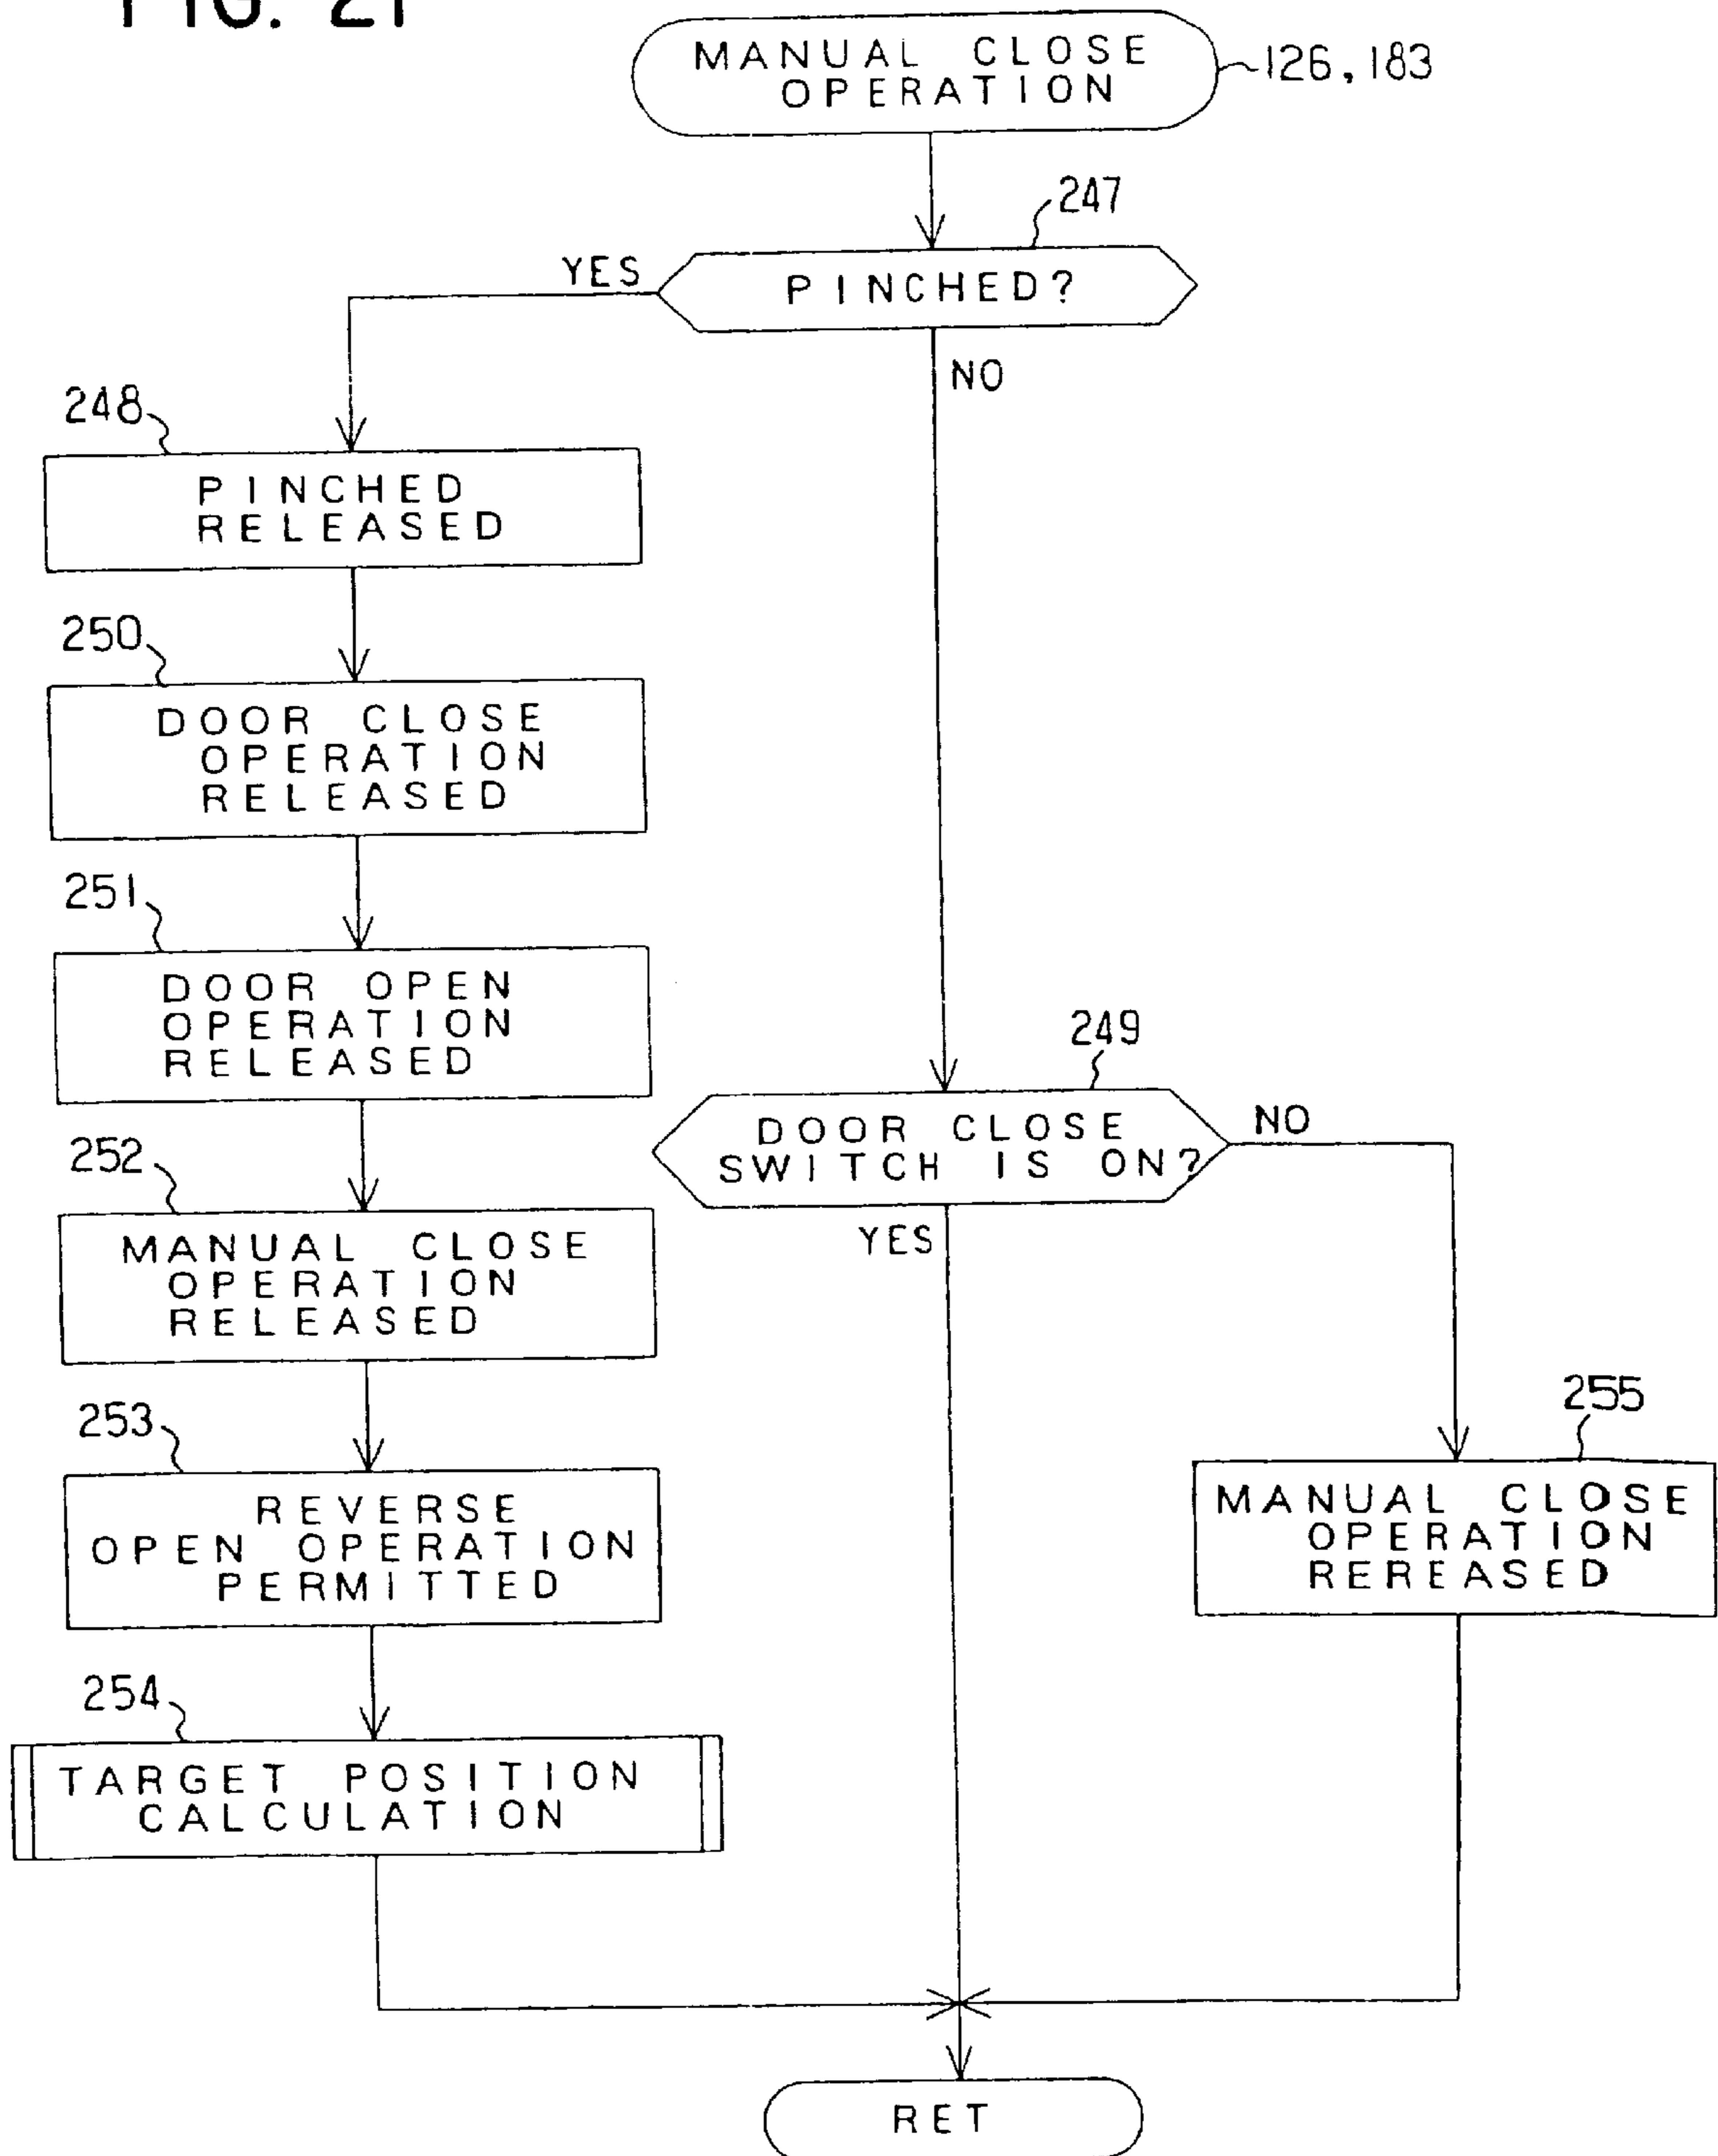 FIG. 21
MANUAL CLOSE
OPERATION
126, 183
247
PINCHED?
YES
NO
248
PINCHED
RELEASED
250
DOOR CLOSE
OPERATION
RELEASED
251
DOOR OPEN
OPERATION
RELEASED
249
DOOR CLOSE
SWITCH IS ON?
NO
YES
252
MANUAL CLOSE
OPERATION
RELEASED
253
REVERSE
OPEN OPERATION
PERMITTED
255
MANUAL CLOSE
OPERATION
REREASED
254
TARGET POSITION
CALCULATION
RET